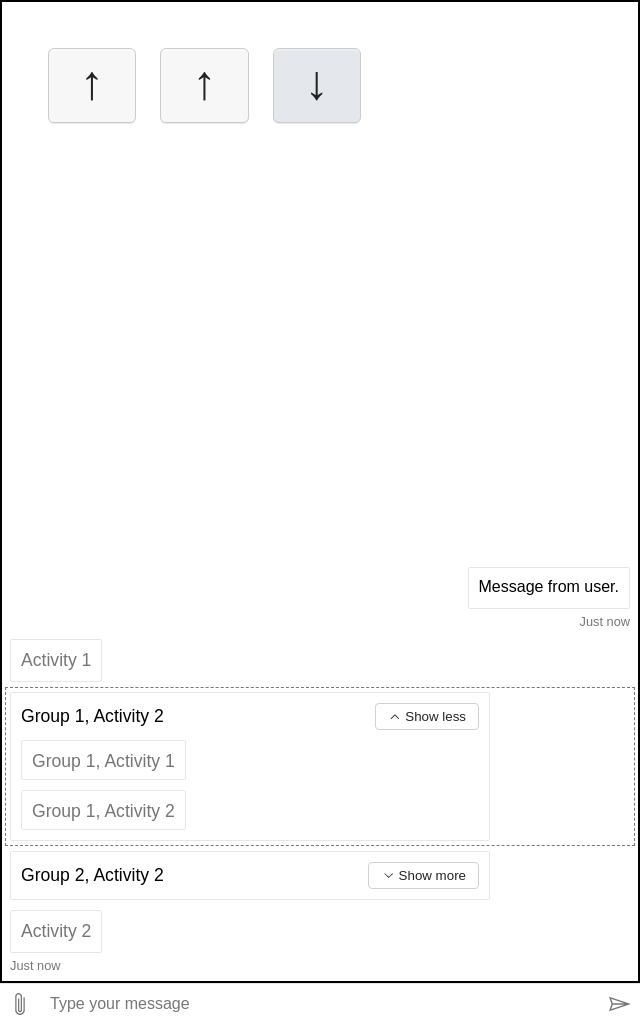 ↑ ↑ ↓
Message from user.
Just now
Activity 1
Group 1, Activity 2 Show less
Group 1, Activity 1
Group 1, Activity 2
Group 2, Activity 2 Show more
Activity 2
Just now
Type your message